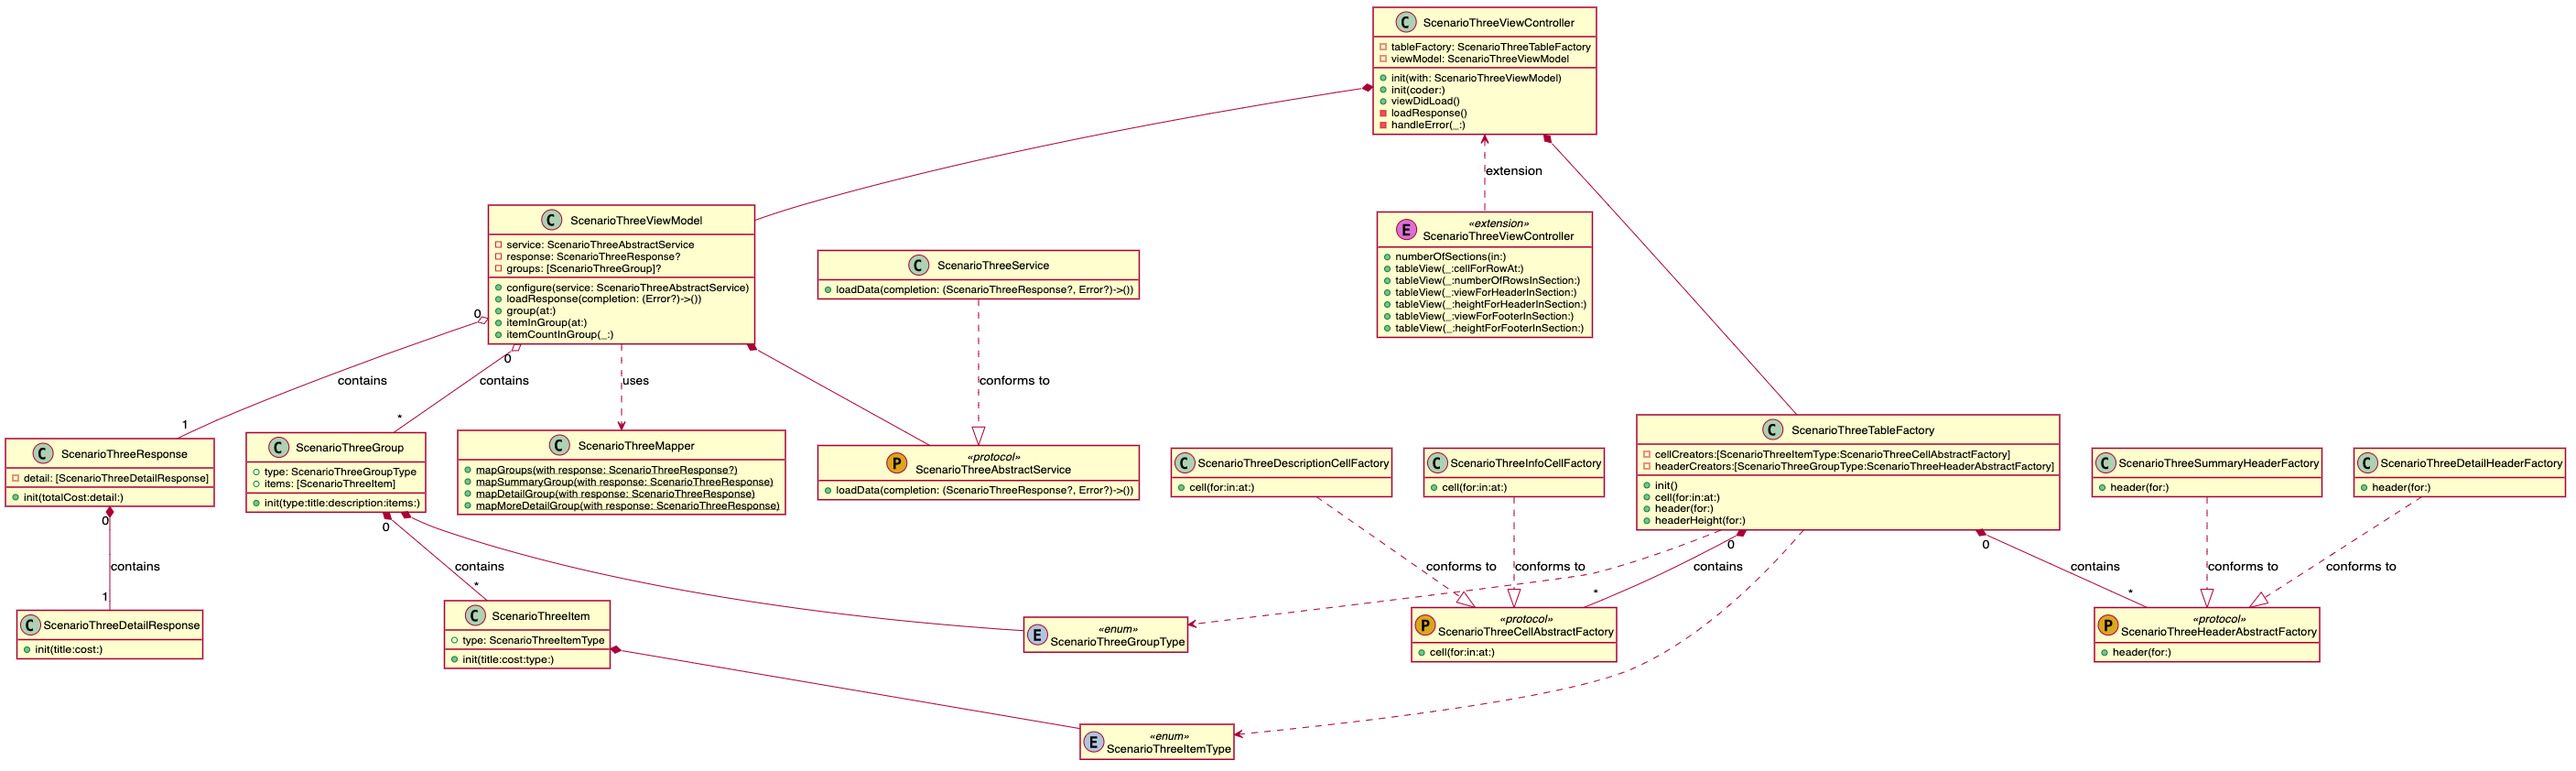 C ScenarioThreeViewController
tableFactory: ScenarioThreeTableFactory
viewModel: ScenarioThreeViewModel
init(with: ScenarioThreeViewModel)
init(coder:)
viewDidLoad()
loadResponse()
handleError(_:)
extension
C ScenarioThreeViewModel
service: ScenarioThreeAbstractService
response: ScenarioThreeResponse?
groups: [ScenarioThreeGroup]?
configure(service: ScenarioThreeAbstractService)
loadResponse(completion: (Error?)->())
group(at:)
itemInGroup(at:)
itemCountInGroup(_:)
C ScenarioThreeService
loadData(completion: (ScenarioThreeResponse?, Error?)->())
E «extension»
ScenarioThreeViewController
numberOfSections(in:)
tableView(_:cellForRowAt:)
tableView(_:numberOfRowsInSection:)
tableView(_:viewForHeaderInSection:)
tableView(_:heightForHeaderInSection:)
tableView(_:viewForFooterInSection:)
tableView(_:heightForFooterInSection:)
0
0
contains
contains
uses
conforms to
1
*
C ScenarioThreeResponse
detail: [ScenarioThreeDetailResponse]
init(totalCost:detail:)
C ScenarioThreeGroup
type: ScenarioThreeGroupType
items: [ScenarioThreeItem]
init(type:title:description:items:)
C ScenarioThreeMapper
mapGroups(with response: ScenarioThreeResponse?)
mapSummaryGroup(with response: ScenarioThreeResponse)
mapDetailGroup(with response: ScenarioThreeResponse)
mapMoreDetailGroup(with response: ScenarioThreeResponse)
P «protocol»
ScenarioThreeAbstractService
loadData(completion: (ScenarioThreeResponse?, Error?)->())
C ScenarioThreeDescriptionCellFactory
cell(for:in:at:)
C ScenarioThreeInfoCellFactory
cell(for:in:at:)
C ScenarioThreeTableFactory
cellCreators:[ScenarioThreeItemType:ScenarioThreeCellAbstractFactory]
headerCreators:[ScenarioThreeGroupType:ScenarioThreeHeaderAbstractFactory]
init()
cell(for:in:at:)
header(for:)
headerHeight(for:)
C ScenarioThreeSummaryHeaderFactory
header(for:)
C ScenarioThreeDetailHeaderFactory
header(for:)
0
0
0
0
contains
contains
conforms to
conforms to
contains
contains
conforms to
conforms to
1
*
*
*
C ScenarioThreeDetailResponse
init(title:cost:)
C ScenarioThreeItem
type: ScenarioThreeItemType
init(title:cost:type:)
E «enum»
ScenarioThreeGroupType
P «protocol»
ScenarioThreeCellAbstractFactory
cell(for:in:at:)
P «protocol»
ScenarioThreeHeaderAbstractFactory
header(for:)
E «enum»
ScenarioThreeItemType